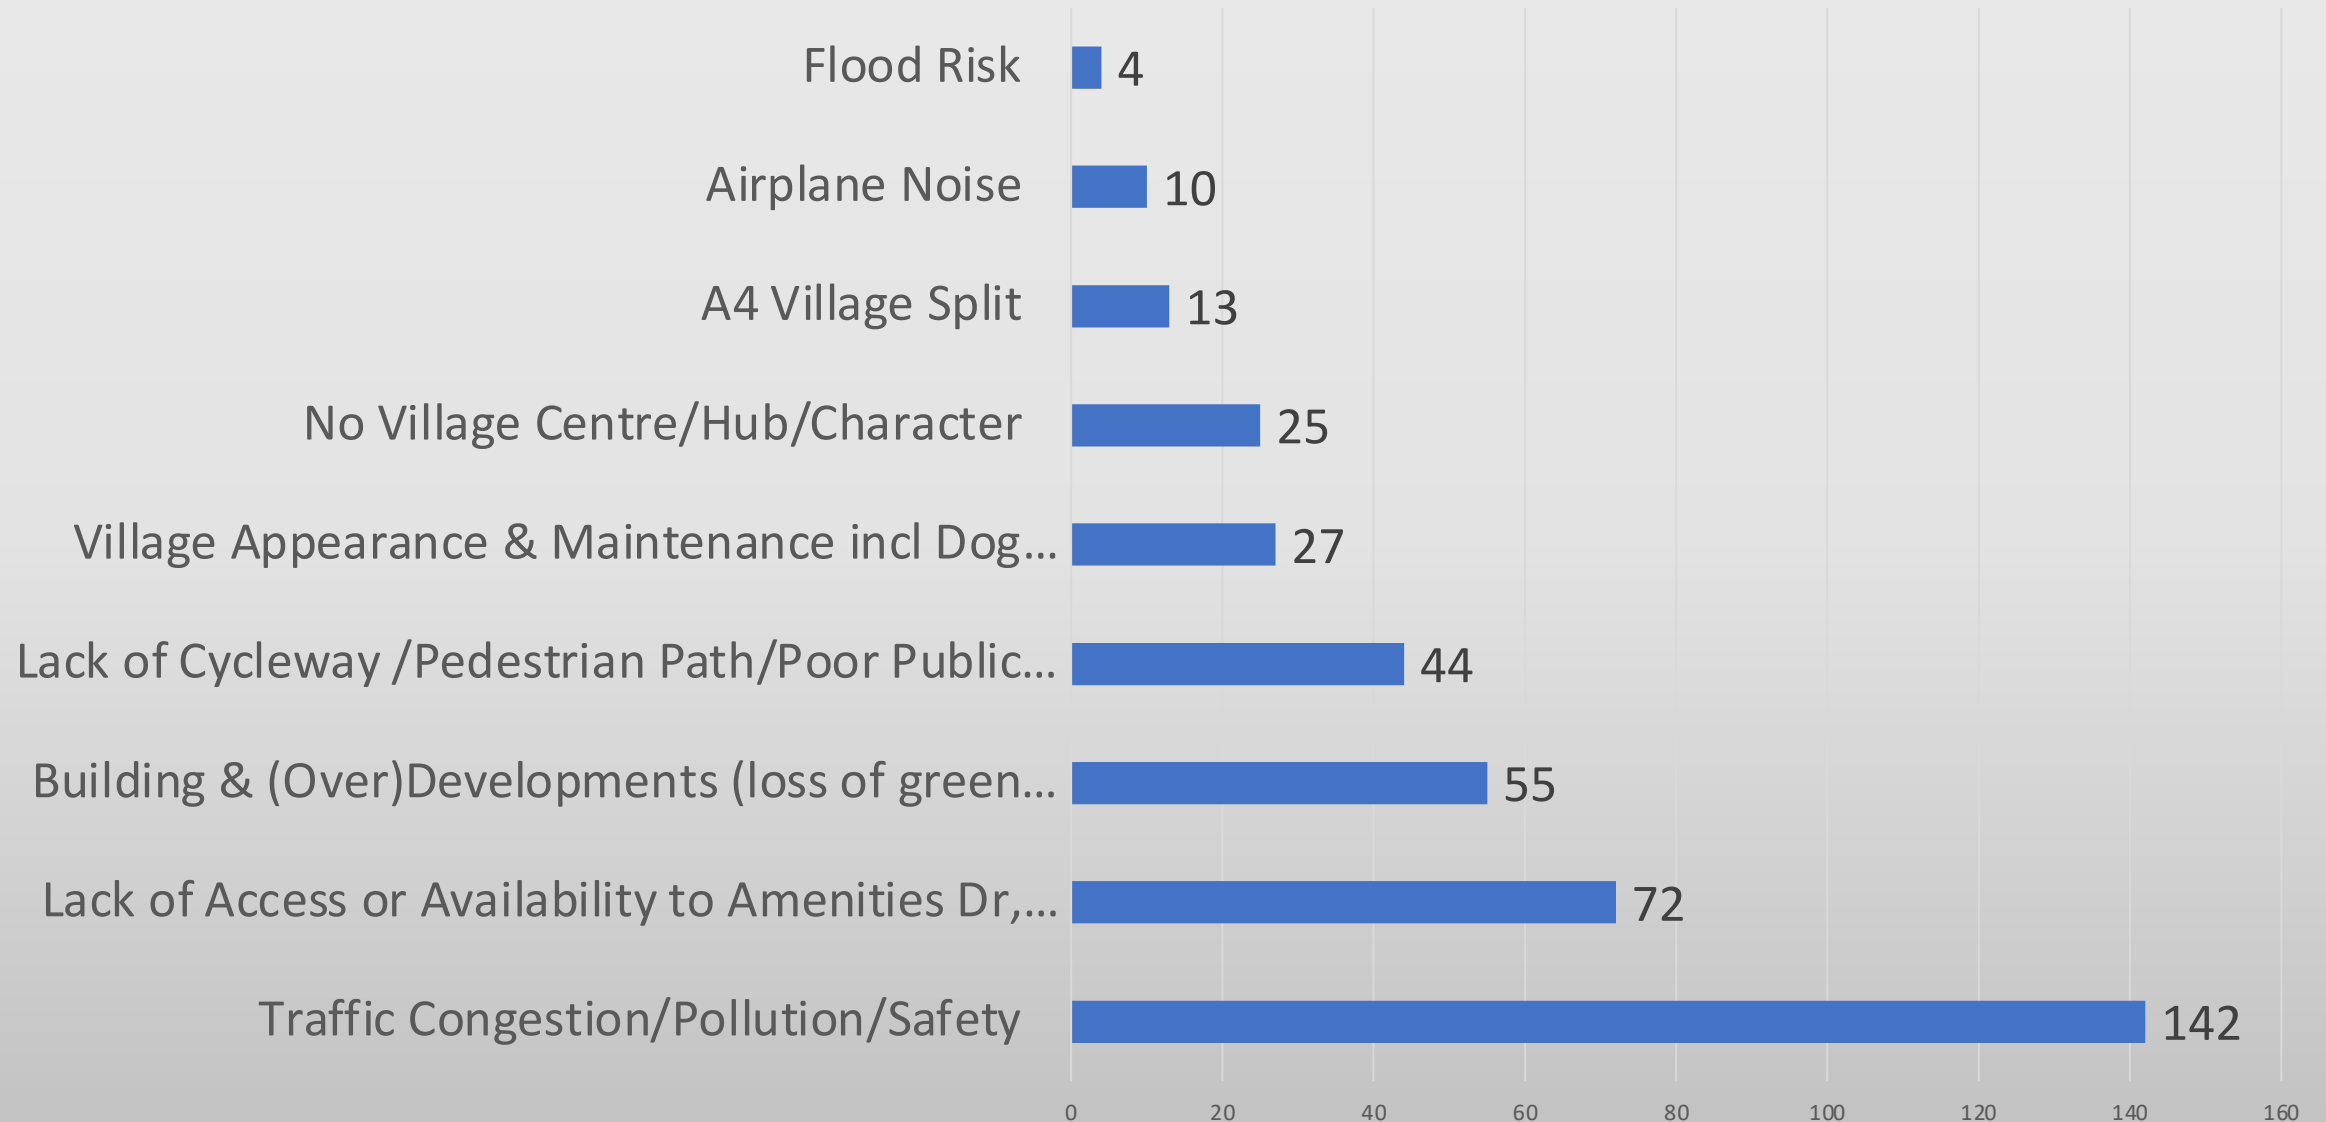 Flood Risk 4
Airplane Noise 10
A4 Village Split 13
No Village Centre/Hub/Character 25
Village Appearance & Maintenance incl Dog... 27
Lack of Cycleway /Pedestrian Path/Poor Public... 44
Building & (Over)Developments (loss of green... 55
Lack of Access or Availability to Amenities Dr,... 72
Traffic Congestion/Pollution/Safety 142
0 20 40 60 80 100 120 140 160